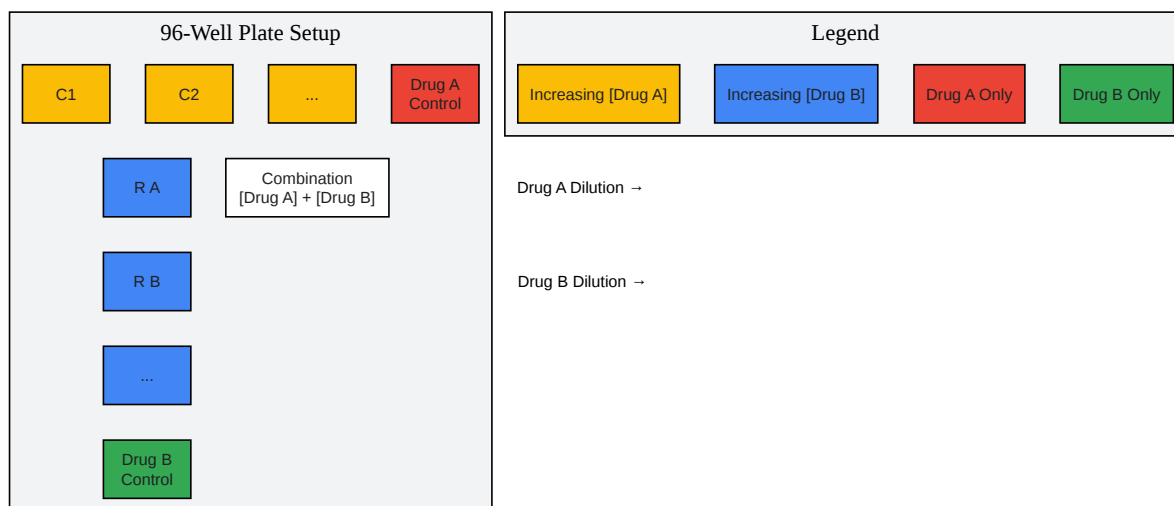 96-Well Plate Setup
C1
C2
...
Drug A
Control
R A
Combination
[Drug A] + [Drug B]
R B
...
Drug B
Control
Legend
Increasing [Drug A]
Increasing [Drug B]
Drug A Only
Drug B Only
Drug A Dilution →
Drug B Dilution →